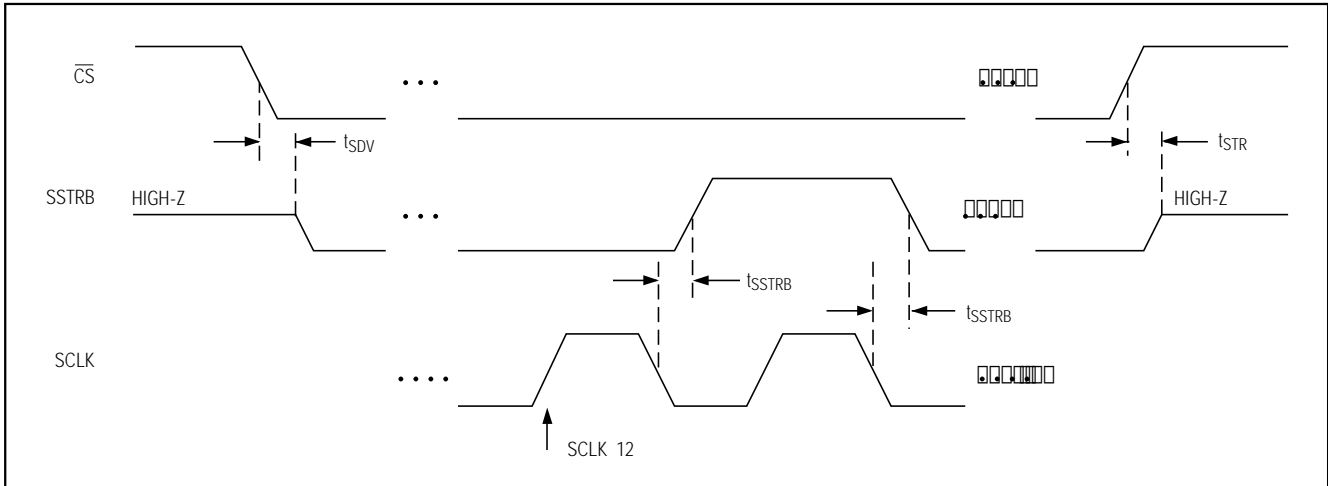 CS
tSDV
tSTR
SSTRB
HIGH-Z
HIGH-Z
tSSTRB
tSSTRB
SCLK
SCLK 12